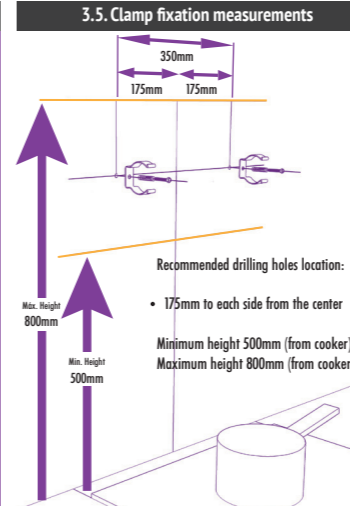 3.5. Clamp fixation measurements
350mm
175mm 175mm
Recommended drilling holes location:
• 175mm to each side from the center
Máx. Height
800mm
Minimum height 500mm (from cooker)
Maximum height 800mm (from cooker
Min. Height
500mm